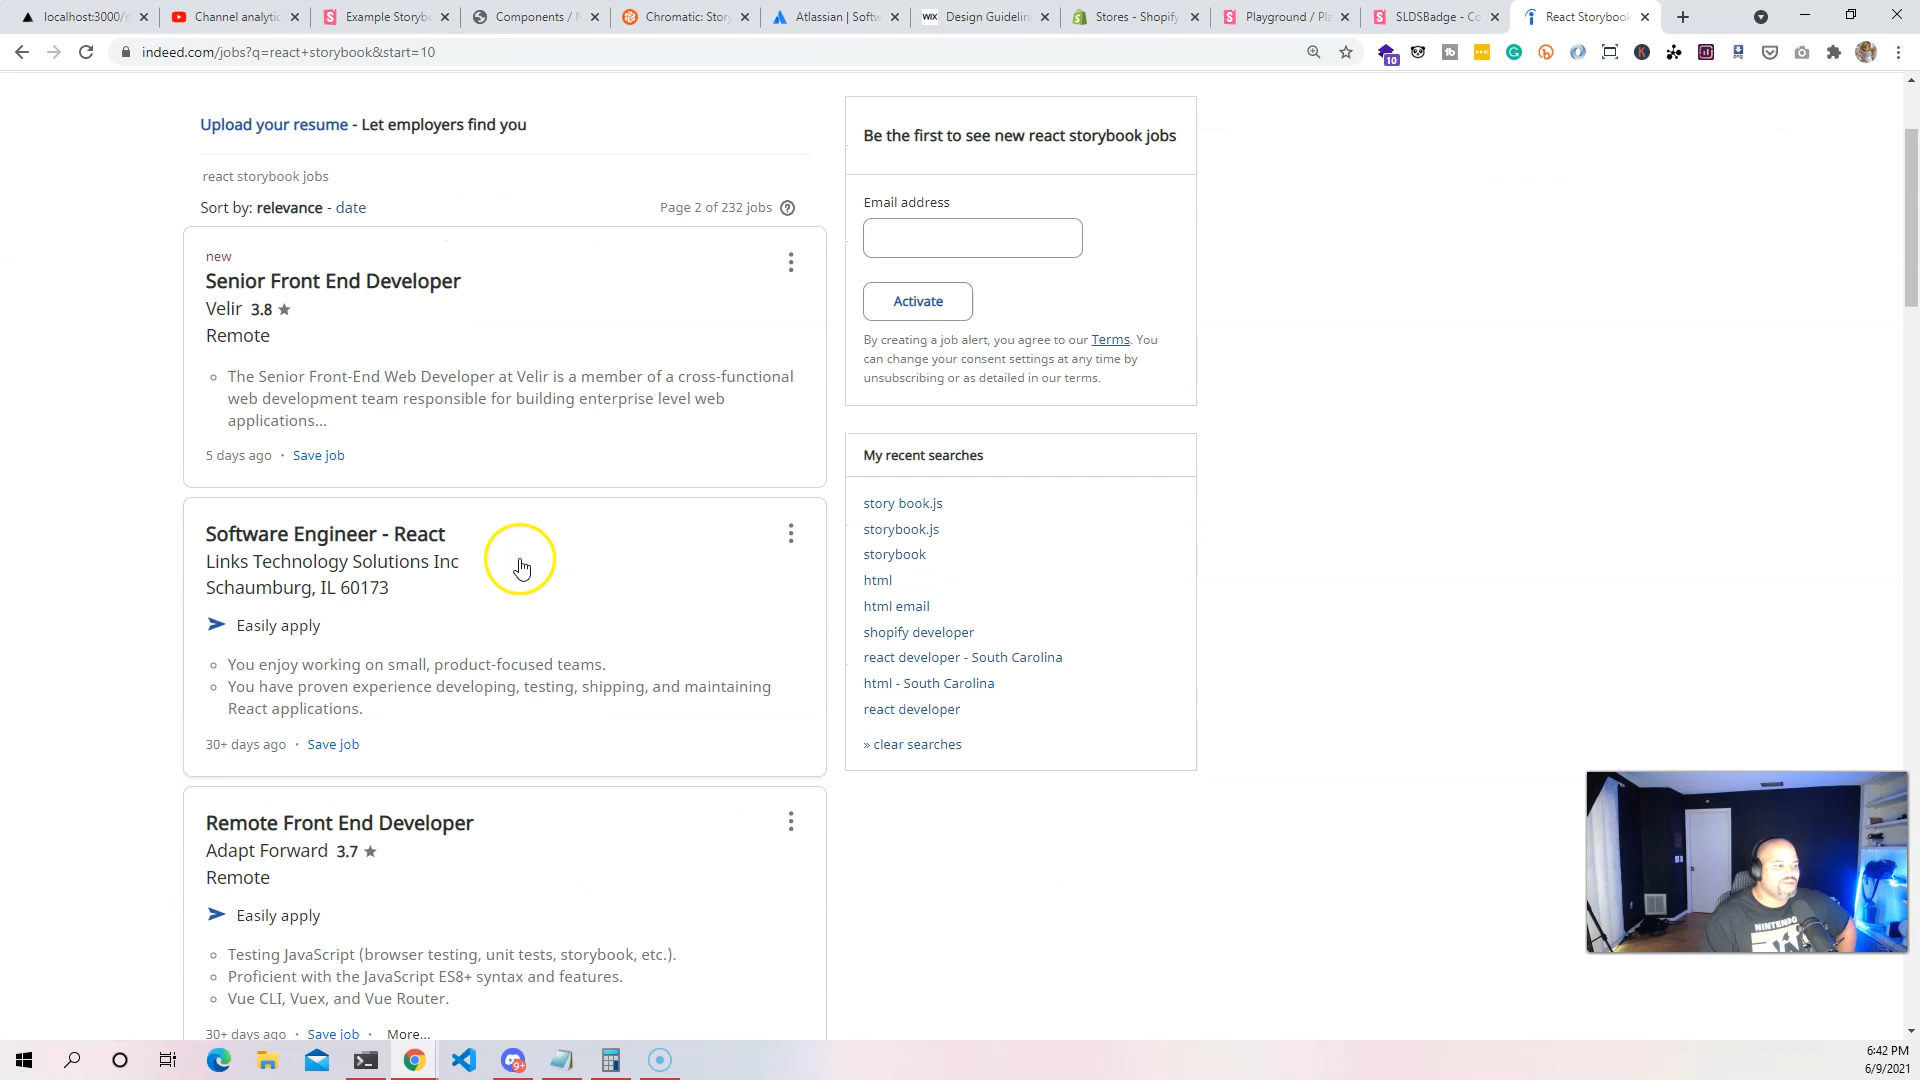 localhost:3000/r
Channel analytic
Example Storyb
Components /
Chromatic: Stor
Atlassian | Softw
Design Guidelin
Stores - Shopify
Playground / Pla
SLDSBadge - Co
React Storybook
indeed.com/jobs?q=react+storybook&start=10
10
Upload your resume - Let employers find you
react storybook jobs
Sort by: relevance - date
Page 2 of 232 jobs
new
Senior Front End Developer
Velir 3.8 ★
Remote
The Senior Front-End Web Developer at Velir is a member of a cross-functional
web development team responsible for building enterprise level web
applications...
5 days ago · Save job
Software Engineer - React
Links Technology Solutions Inc
Schaumburg, IL 60173
Easily apply
You enjoy working on small, product-focused teams.
You have proven experience developing, testing, shipping, and maintaining
React applications.
30+ days ago · Save job
Remote Front End Developer
Adapt Forward 3.7 ★
Remote
Easily apply
Testing JavaScript (browser testing, unit tests, storybook, etc.).
Proficient with the JavaScript ES8+ syntax and features.
Vue CLI, Vuex, and Vue Router.
30+ days ago · Save job · More...
Be the first to see new react storybook jobs
Email address
Activate
By creating a job alert, you agree to our Terms. You
can change your consent settings at any time by
unsubscribing or as detailed in our terms.
My recent searches
story book.js
storybook.js
storybook
html
html email
shopify developer
react developer - South Carolina
html - South Carolina
react developer
» clear searches
NINTENDO
6:42 PM
6/9/2021